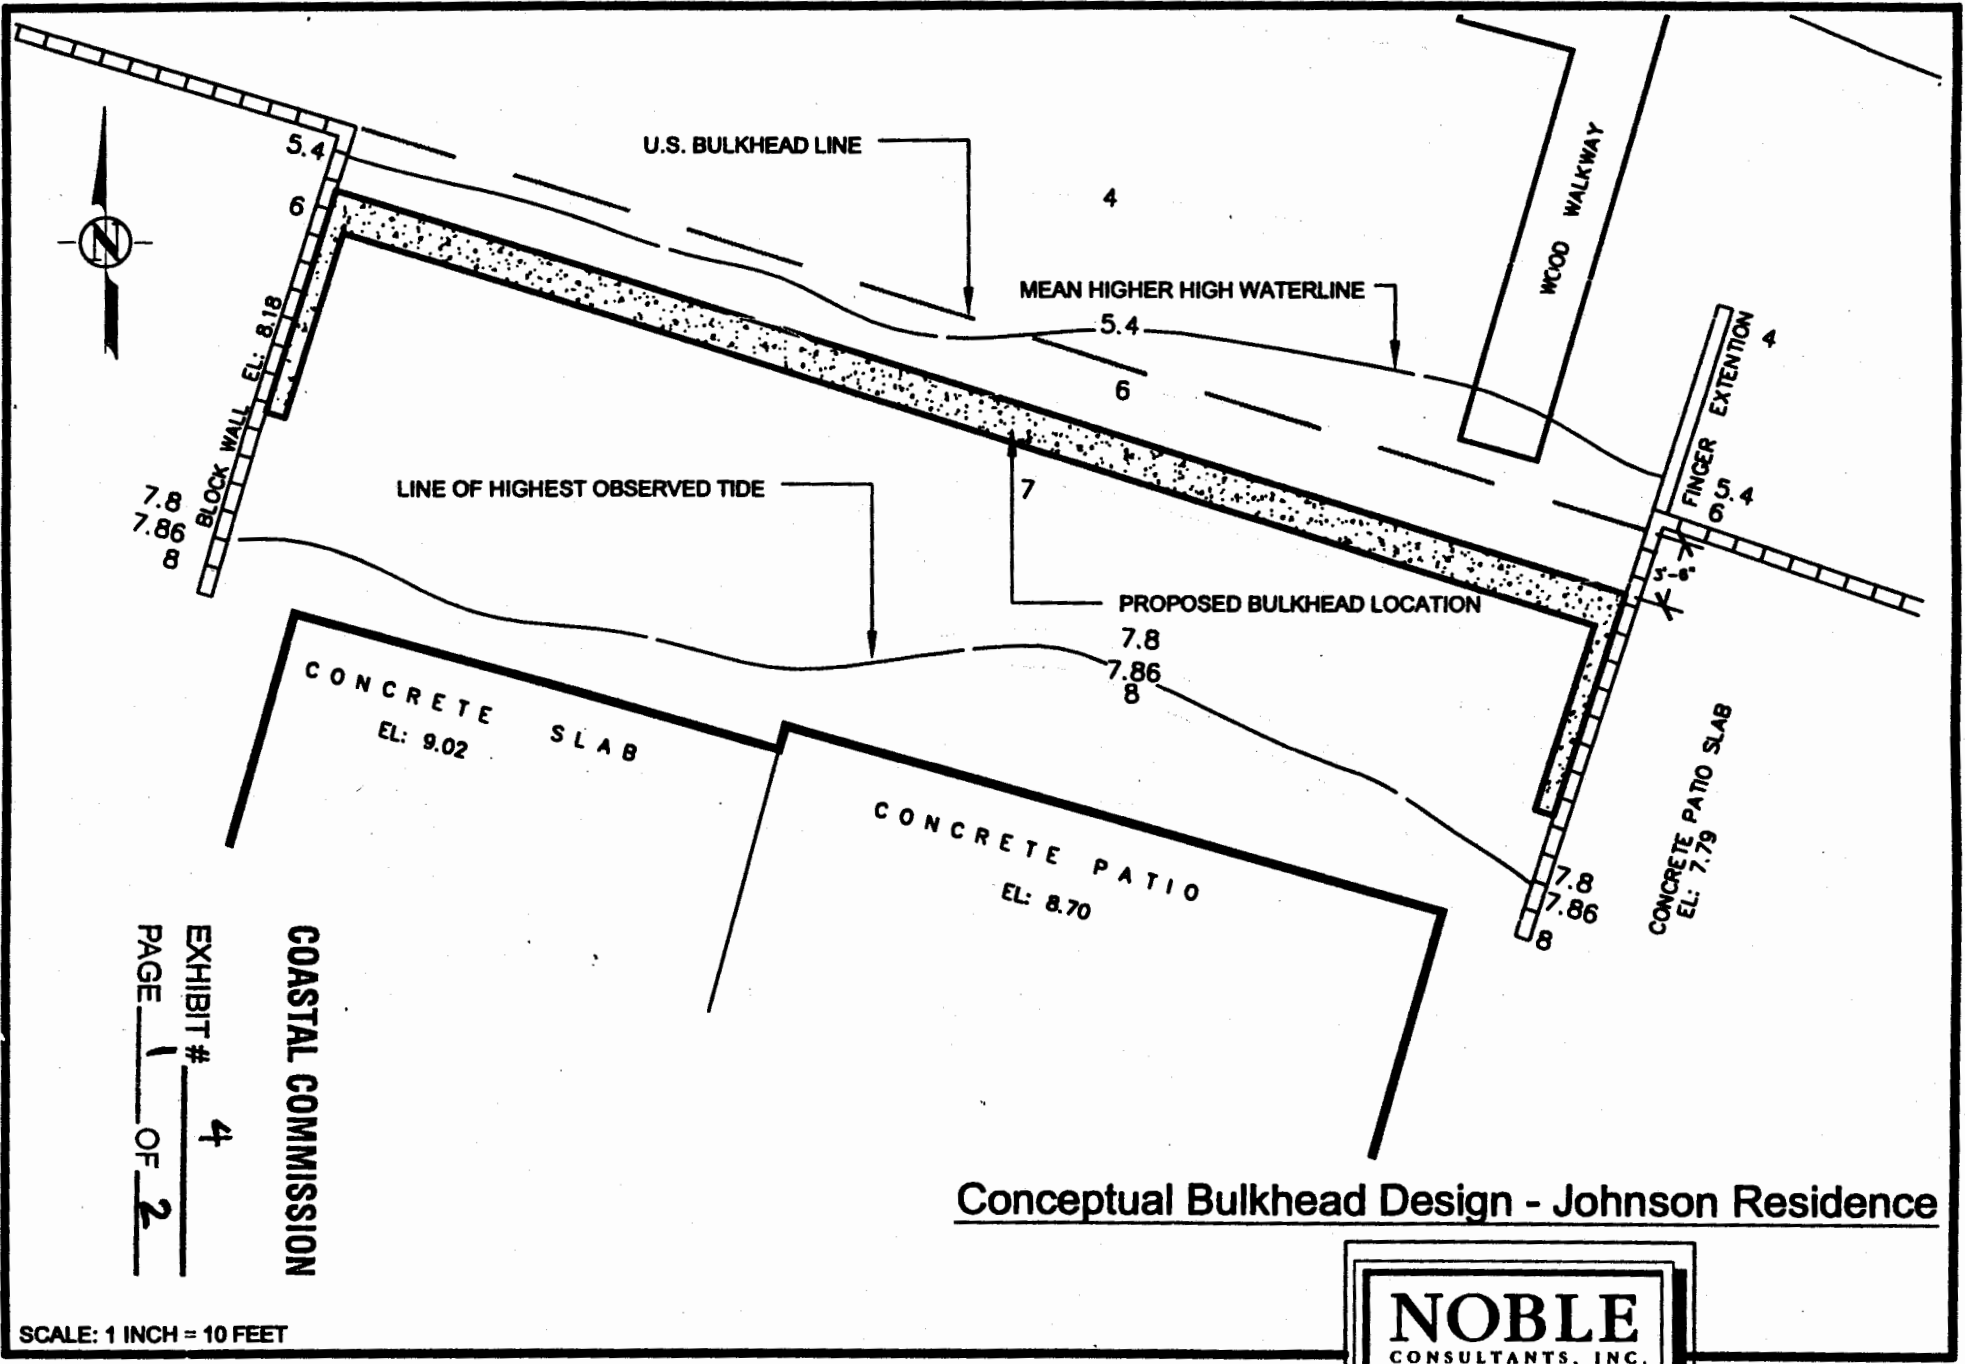 5.4
U.S. BULKHEAD LINE
4
WOOD WALKWAY
6
N
MEAN HIGHER HIGH WATERLINE
5.4
BLOCK WALL EL: 8.18
6
FINGER EXTENTION
4
LINE OF HIGHEST OBSERVED TIDE
7
7.8
7.86
8
5.4
6
3'-6"
PROPOSED BULKHEAD LOCATION
7.8
7.86
8
CONCRETE SLAB
EL: 9.02
CONCRETE PATIO
EL: 8.70
CONCRETE PATIO SLAB
EL: 7.79
7.8
7.86
8
COASTAL COMMISSION
EXHIBIT # 4
PAGE 1 OF 2
Conceptual Bulkhead Design - Johnson Residence
SCALE: 1 INCH = 10 FEET
NOBLE
CONSULTANTS, INC.